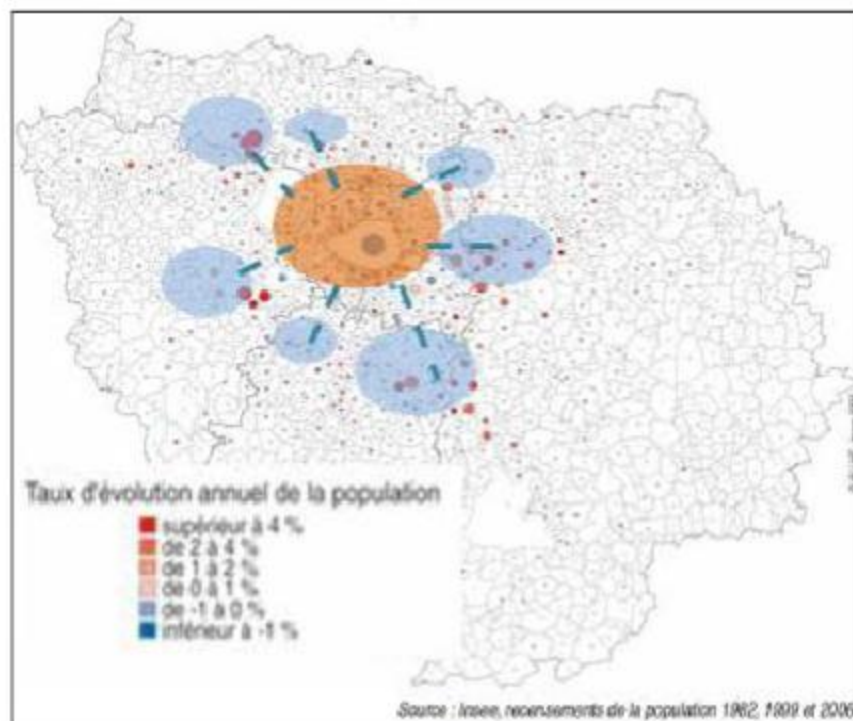 Taux d'évolution annuel de la population
supérieur à 4 %
de 2 à 4 %
de 1 à 2 %
de 0 à 1 %
de -1 à 0 %
inférieur à -1 %
Source : Insee, recensements de la population 1982, 1999 et 2006